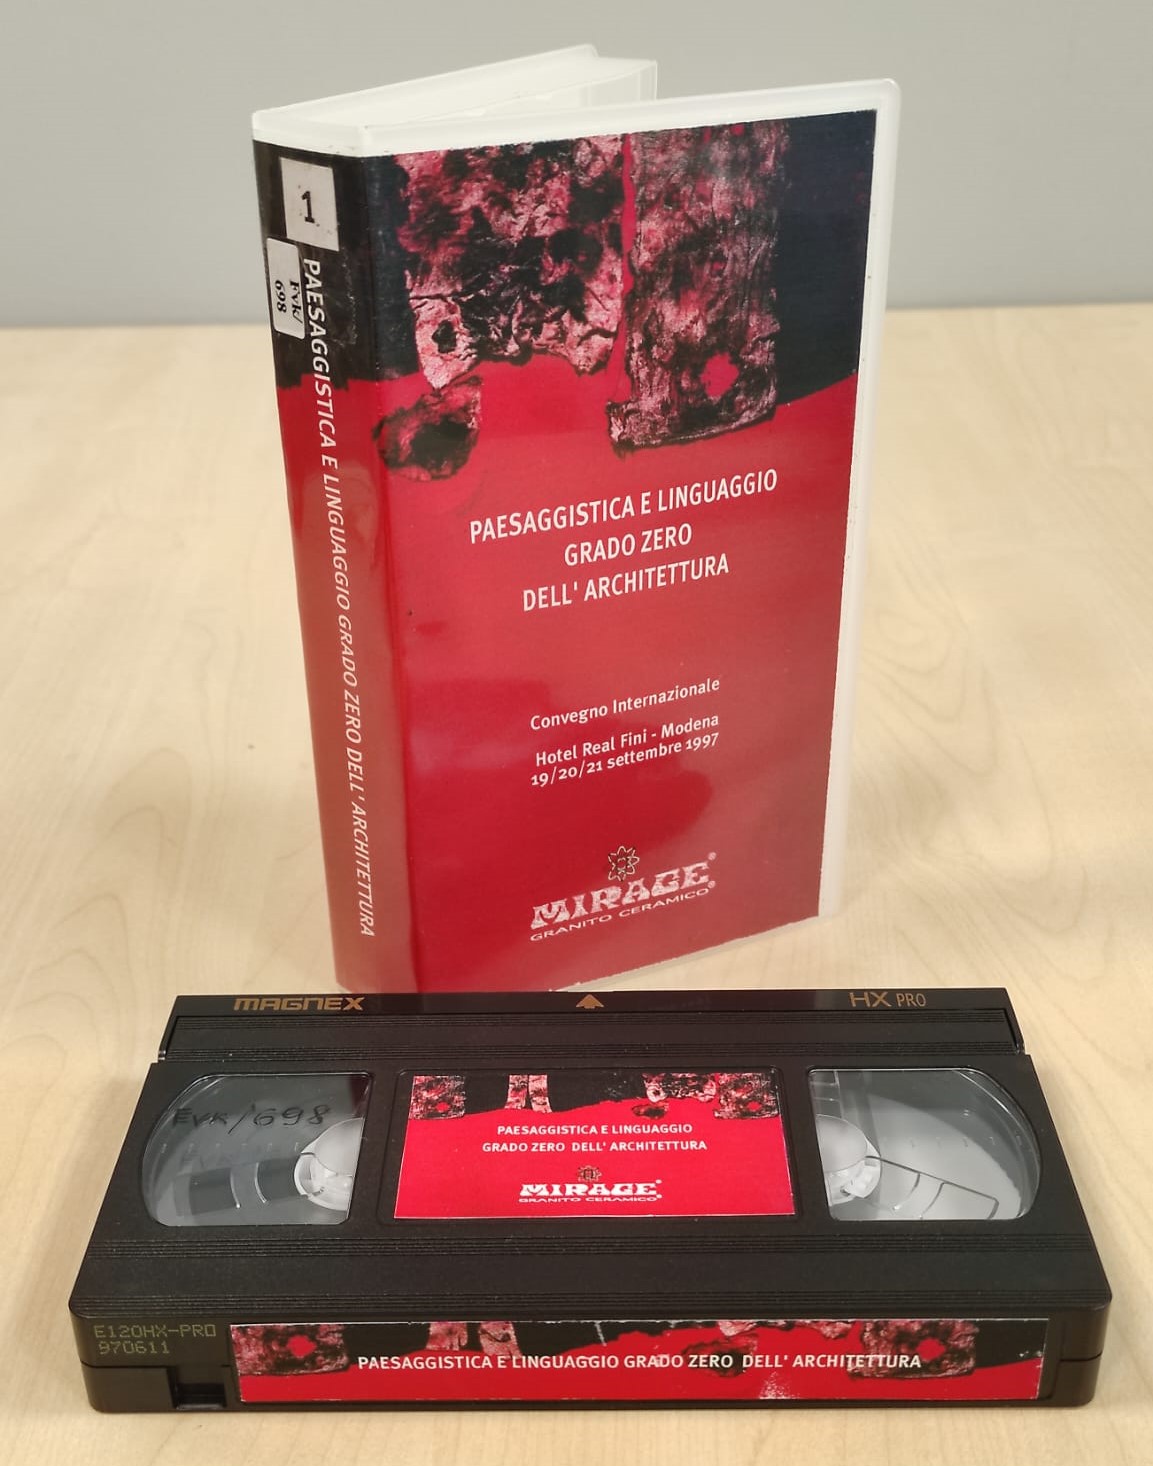 1
FVK/
698
PAESAGGISTICA E LINGUAGGIO GRADO ZERO DELL' ARCHITETTURA
PAESAGGISTICA E LINGUAGGIO
GRADO ZERO
DELL' ARCHITETTURA
Convegno Internazionale
Hotel Real Fini - Modena
19/20/21 settembre 1997
MIRAGE®
GRANITO CERAMICO®
MAGNEX
HX PRO
EVK/698
PAESAGGISTICA E LINGUAGGIO
GRADO ZERO DELL' ARCHITETTURA
MIRAGE®
GRANITO CERAMICO®
E120HX-PRO
970611
PAESAGGISTICA E LINGUAGGIO GRADO ZERO DELL' ARCHITETTURA